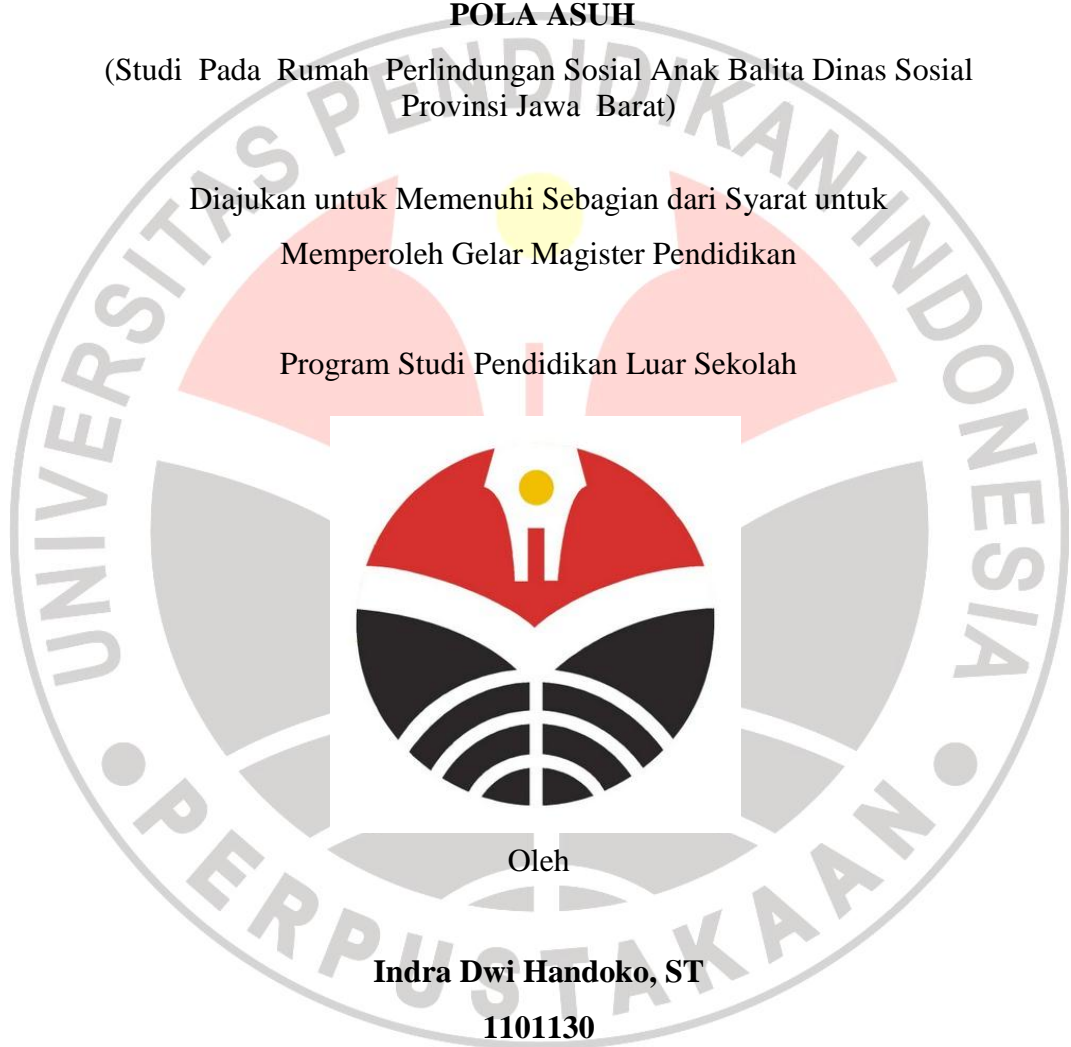 POLA ASUH
(Studi Pada Rumah Perlindungan Sosial Anak Balita Dinas Sosial
Provinsi Jawa Barat)
Diajukan untuk Memenuhi Sebagian dari Syarat untuk
Memperoleh Gelar Magister Pendidikan
Program Studi Pendidikan Luar Sekolah
Oleh
Indra Dwi Handoko, ST
1101130
UNIVERSITAS PENDIDIKAN INDONESIA
PERPUSTAKAAN